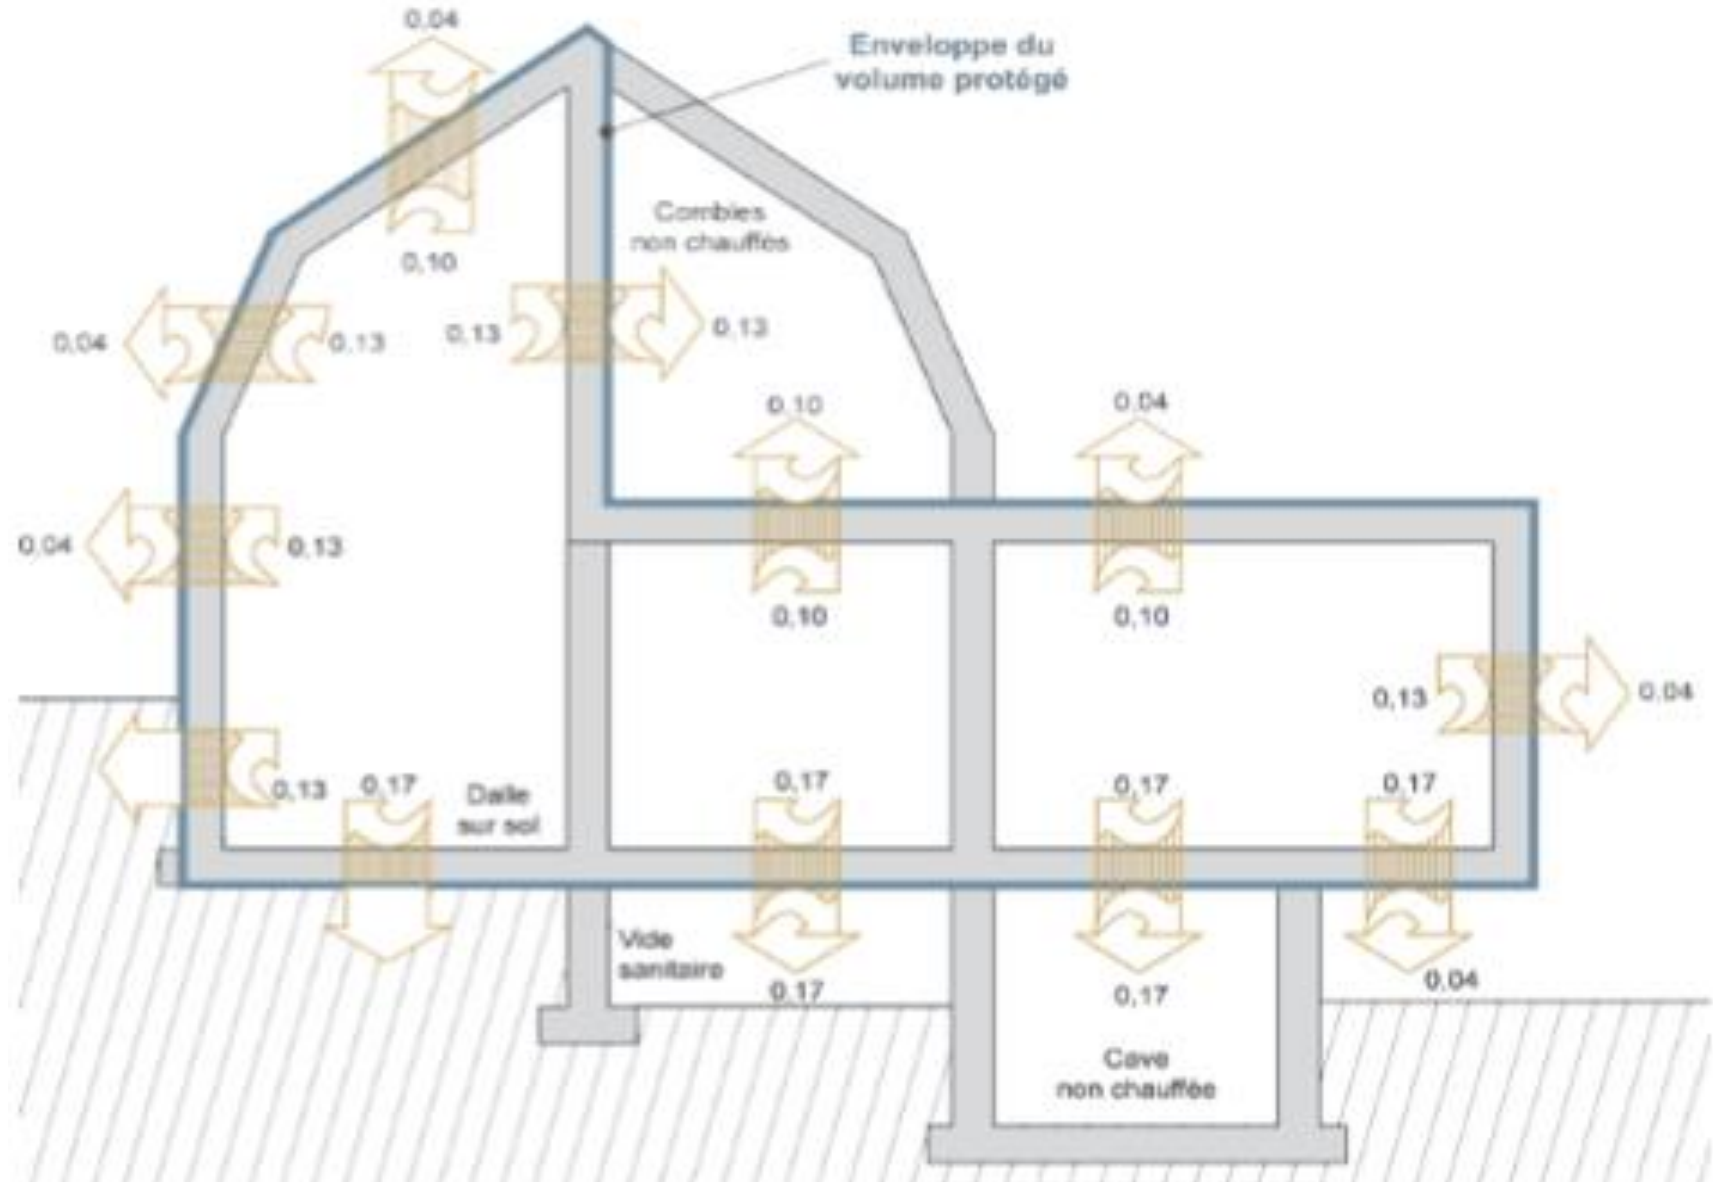 0,04
Enveloppe du
volume protégé
Combles
non chauffés
0,10
0,04
0,13
0,13
0,13
0,10
0,04
0,04
0,13
0,10
0,10
0,13
0,04
0,13
0,17
Dalle
sur sol
0,17
0,17
0,17
Vide
sanitaire
0,17
0,17
0,04
Cave
non chauffée